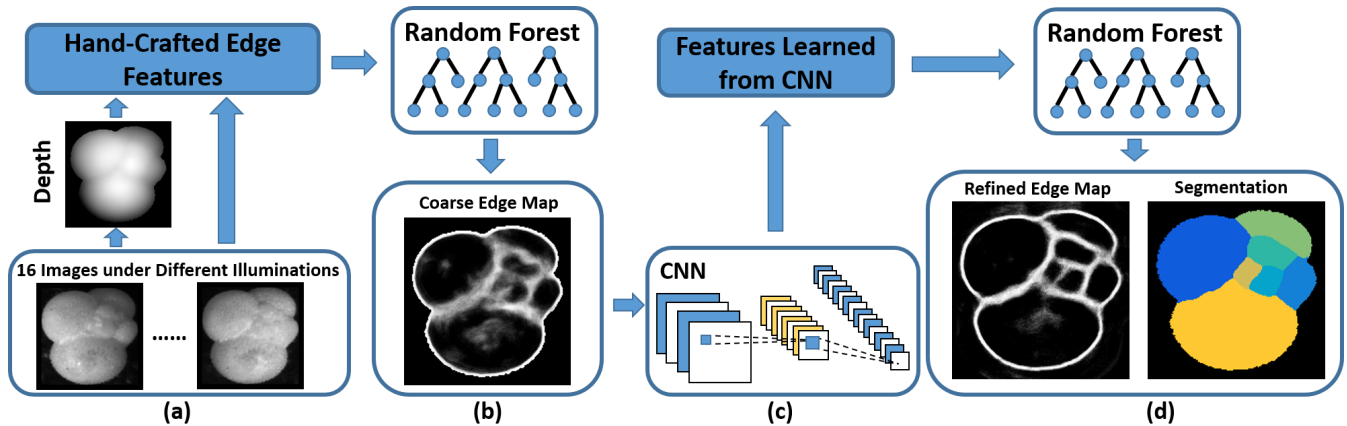 Hand-Crafted Edge
Features
Depth
16 Images under Different Illuminations
......
(a)
Random Forest
Coarse Edge Map
(b)
Features Learned
from CNN
CNN
(c)
Random Forest
Refined Edge Map
Segmentation
(d)